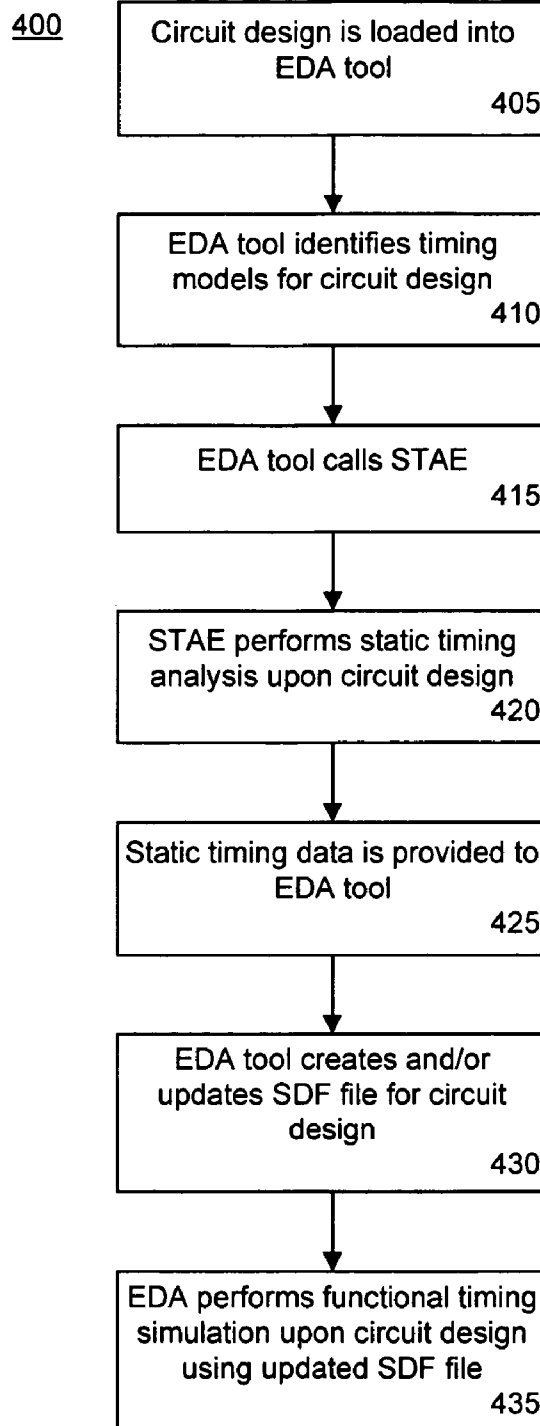 400
Circuit design is loaded into
EDA tool
405
EDA tool identifies timing
models for circuit design
410
EDA tool calls STAE
415
STAE performs static timing
analysis upon circuit design
420
Static timing data is provided to
EDA tool
425
EDA tool creates and/or
updates SDF file for circuit
design
430
EDA performs functional timing
simulation upon circuit design
using updated SDF file
435